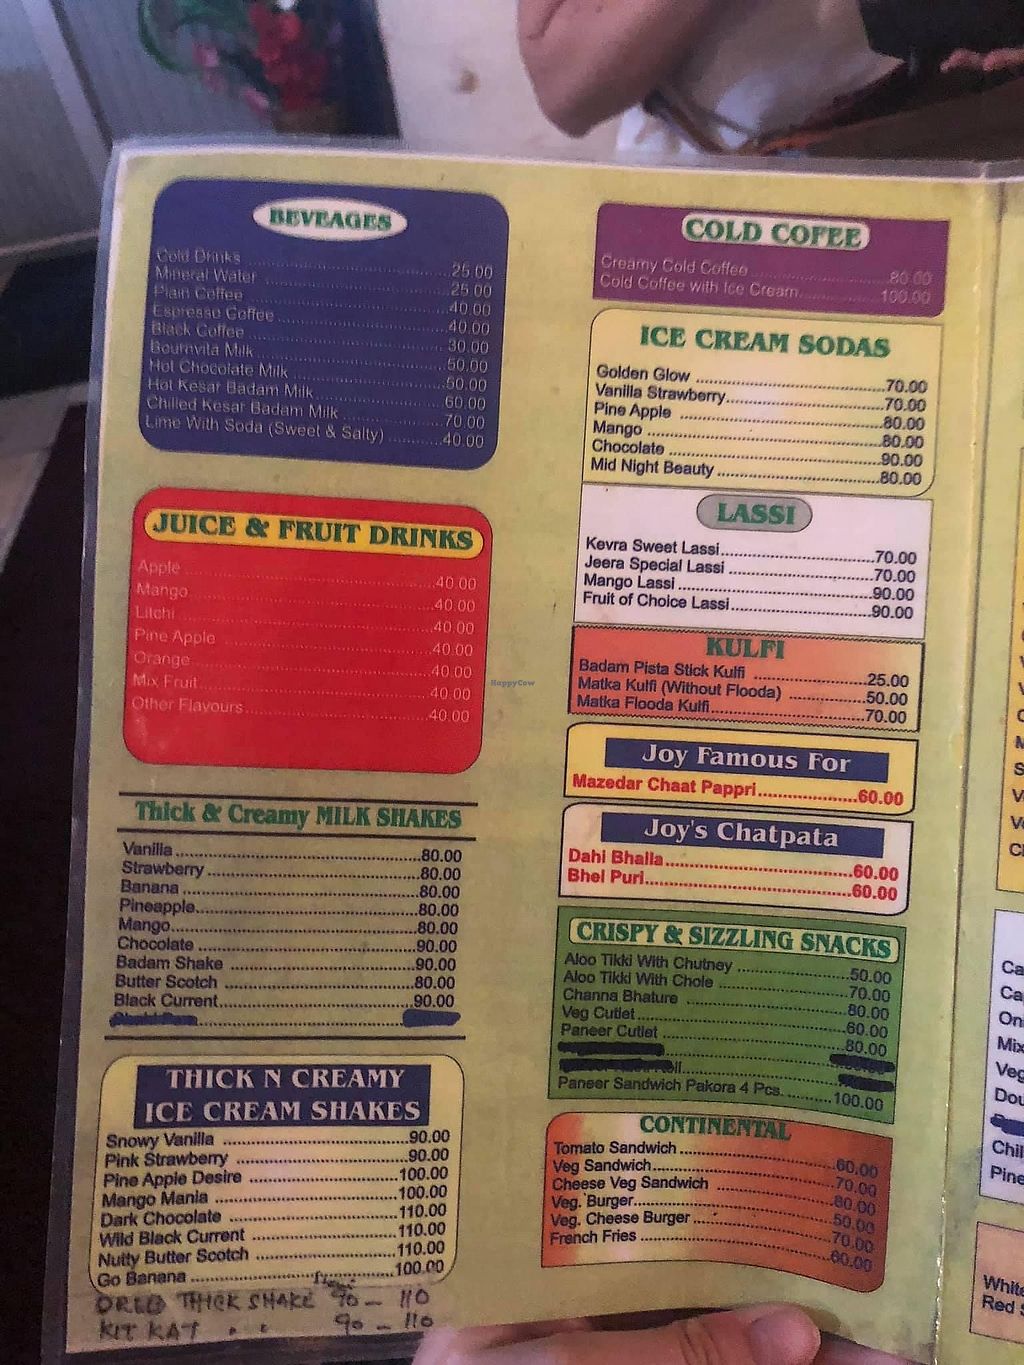 BEVEAGES
Cold Drinks 25.00
Mineral Water 25.00
Plain Coffee 40.00
Espresso Coffee 40.00
Black Coffee 30.00
Bournvita Milk 50.00
Hot Chocolate Milk 50.00
Hot Kesar Badam Milk 60.00
Chilled Kesar Badam Milk 70.00
Lime With Soda (Sweet & Salty) 40.00
JUICE & FRUIT DRINKS
Apple 40.00
Mango 40.00
Litchi 40.00
Pine Apple 40.00
Orange 40.00
Mix Fruit 40.00
Other Flavours 40.00
Thick & Creamy MILK SHAKES
Vanilla 80.00
Strawberry 80.00
Banana 80.00
Pineapple 80.00
Mango 80.00
Chocolate 90.00
Badam Shake 90.00
Butter Scotch 80.00
Black Current 90.00
THICK N CREAMY
ICE CREAM SHAKES
Snowy Vanilla 90.00
Pink Strawberry 90.00
Pine Apple Desire 100.00
Mango Mania 100.00
Dark Chocolate 110.00
Wild Black Current 110.00
Nutty Butter Scotch 110.00
Go Banana 100.00
OREO THICK SHAKE 90 - 110
KIT KAT " " 90 - 110
COLD COFEE
Creamy Cold Coffee 80.00
Cold Coffee with Ice Cream 100.00
ICE CREAM SODAS
Golden Glow 70.00
Vanilla Strawberry 70.00
Pine Apple 80.00
Mango 80.00
Chocolate 90.00
Mid Night Beauty 80.00
LASSI
Kevra Sweet Lassi 70.00
Jeera Special Lassi 70.00
Mango Lassi 90.00
Fruit of Choice Lassi 90.00
KULFI
Badam Pista Stick Kulfi 25.00
Matka Kulfi (Without Flooda) 50.00
Matka Flooda Kulfi 70.00
Joy Famous For
Mazedar Chaat Pappri 60.00
Joy's Chatpata
Dahi Bhalla 60.00
Bhel Puri 60.00
CRISPY & SIZZLING SNACKS
Aloo Tikki With Chutney 50.00
Aloo Tikki With Chole 70.00
Channa Bhature 80.00
Veg Cutlet 60.00
Paneer Cutlet 80.00
Paneer Sandwich Pakora 4 Pcs. 100.00
CONTINENTAL
Tomato Sandwich 60.00
Veg Sandwich 70.00
Cheese Veg Sandwich 80.00
Veg. Burger 50.00
Veg. Cheese Burger 70.00
French Fries 60.00
HappyCow